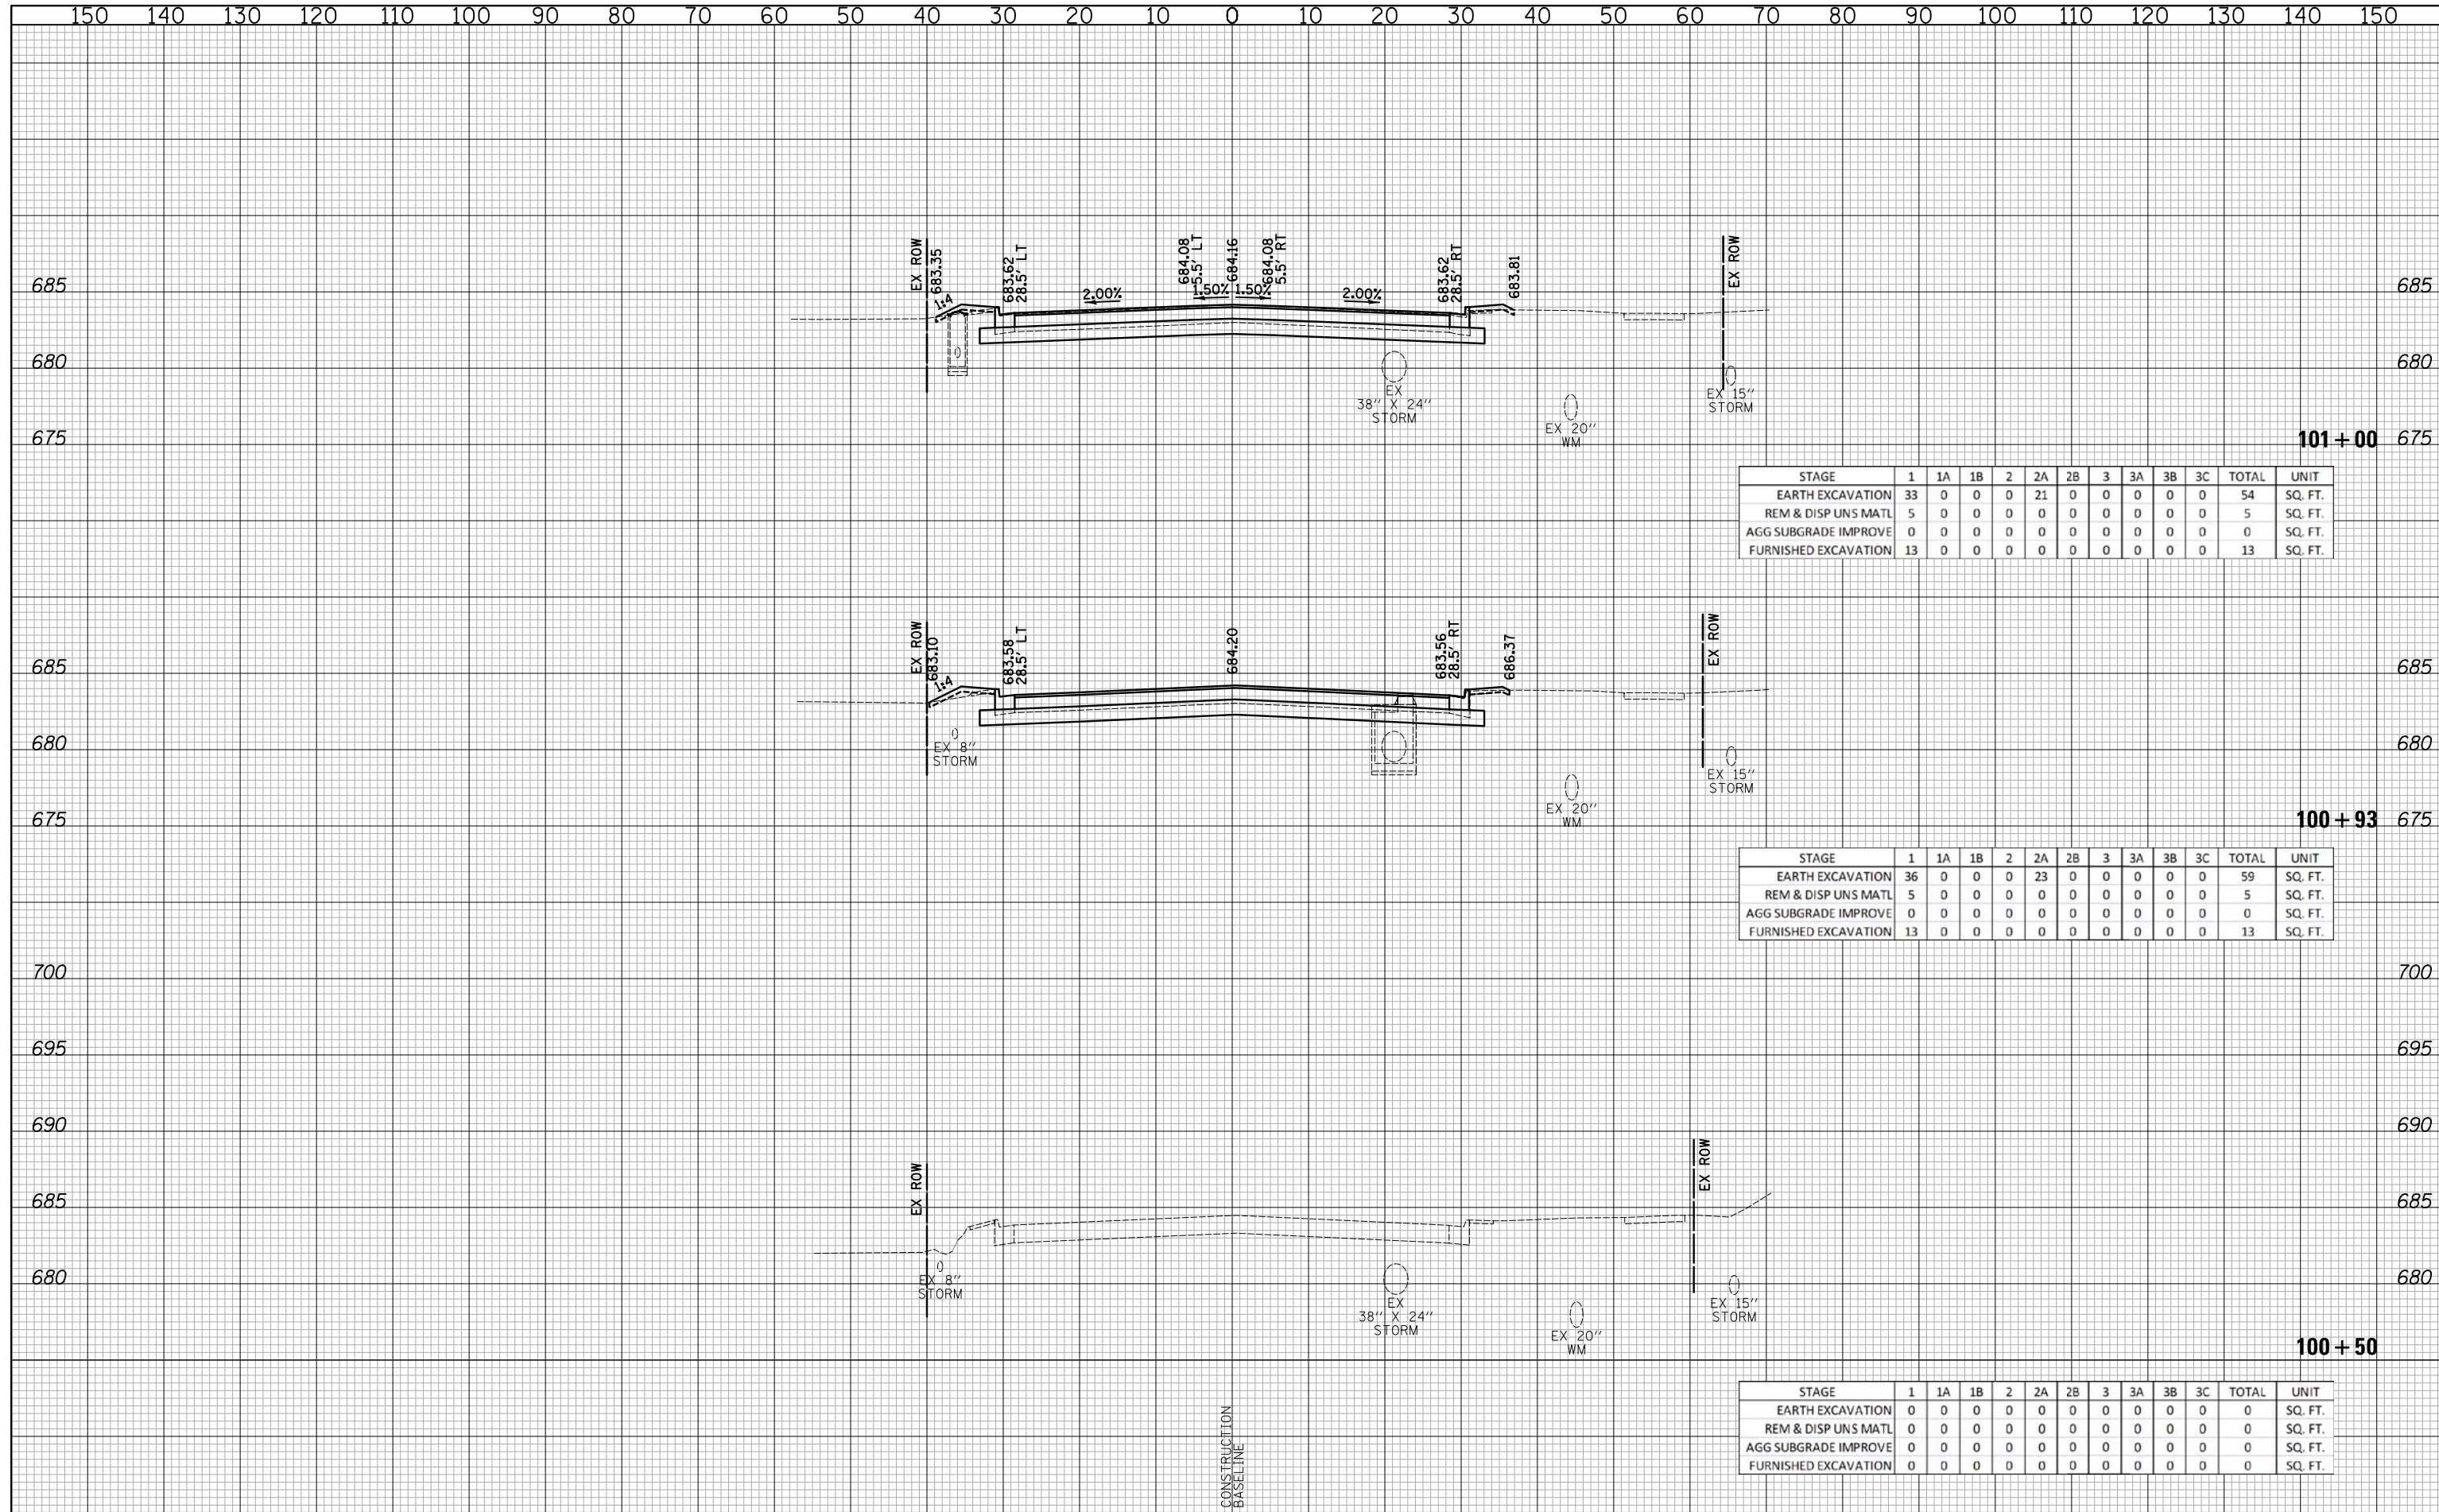 150 140 130 120 110 100 90 80 70 60 50 40 30 20 10 0 10 20 30 40 50 60 70 80 90 100 110 120 130 140 150
EX ROW
683.35
1:4
683.62
28.5' LT
2.00%
684.08
5.5' LT
1.50%
684.16
1.50%
684.08
5.5' RT
2.00%
683.62
28.5' RT
683.81
EX ROW
685 685
680 680
EX
38'' X 24''
STORM
EX 20''
WM
EX 15''
STORM
675 101+00 675
STAGE 1 1A 1B 2 2A 2B 3 3A 3B 3C TOTAL UNIT
EARTH EXCAVATION 33 0 0 0 21 0 0 0 0 0 54 SQ. FT.
REM & DISP UNS MATL 5 0 0 0 0 0 0 0 0 0 5 SQ. FT.
AGG SUBGRADE IMPROVE 0 0 0 0 0 0 0 0 0 0 0 SQ. FT.
FURNISHED EXCAVATION 13 0 0 0 0 0 0 0 0 0 13 SQ. FT.
EX ROW
683.10
1:4
683.58
28.5' LT
684.20
683.56
28.5' RT
686.37
EX ROW
685 685
680 680
EX 8''
STORM
EX 20''
WM
EX 15''
STORM
675 100+93 675
STAGE 1 1A 1B 2 2A 2B 3 3A 3B 3C TOTAL UNIT
EARTH EXCAVATION 36 0 0 0 23 0 0 0 0 0 59 SQ. FT.
REM & DISP UNS MATL 5 0 0 0 0 0 0 0 0 0 5 SQ. FT.
AGG SUBGRADE IMPROVE 0 0 0 0 0 0 0 0 0 0 0 SQ. FT.
FURNISHED EXCAVATION 13 0 0 0 0 0 0 0 0 0 13 SQ. FT.
700 700
695 695
690 690
EX ROW
EX ROW
685 685
680 680
EX 8''
STORM
EX
38'' X 24''
STORM
EX 20''
WM
EX 15''
STORM
100+50
STAGE 1 1A 1B 2 2A 2B 3 3A 3B 3C TOTAL UNIT
EARTH EXCAVATION 0 0 0 0 0 0 0 0 0 0 0 SQ. FT.
REM & DISP UNS MATL 0 0 0 0 0 0 0 0 0 0 0 SQ. FT.
AGG SUBGRADE IMPROVE 0 0 0 0 0 0 0 0 0 0 0 SQ. FT.
FURNISHED EXCAVATION 0 0 0 0 0 0 0 0 0 0 0 SQ. FT.
CONSTRUCTION
BASELINE